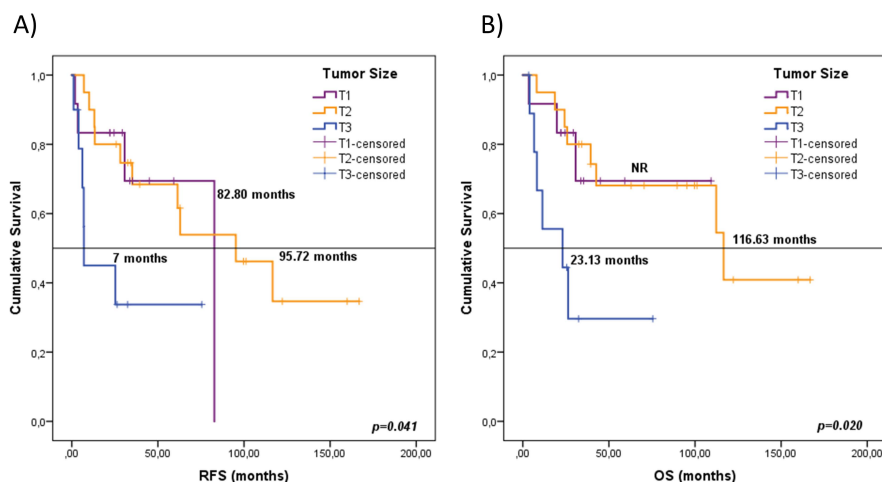 A)
Tumor Size
T1
T2
T3
T1-censored
T2-censored
T3-censored
1,0
0,8
0,6
0,4
0,2
0,0
Cumulative Survival
82.80 months
7 months
95.72 months
p=0.041
,00
50,00
100,00
150,00
200,00
RFS (months)
B)
Tumor Size
T1
T2
T3
T1-censored
T2-censored
T3-censored
1,0
0,8
0,6
0,4
0,2
0,0
Cumulative Survival
NR
116.63 months
23.13 months
p=0.020
,00
50,00
100,00
150,00
200,00
OS (months)